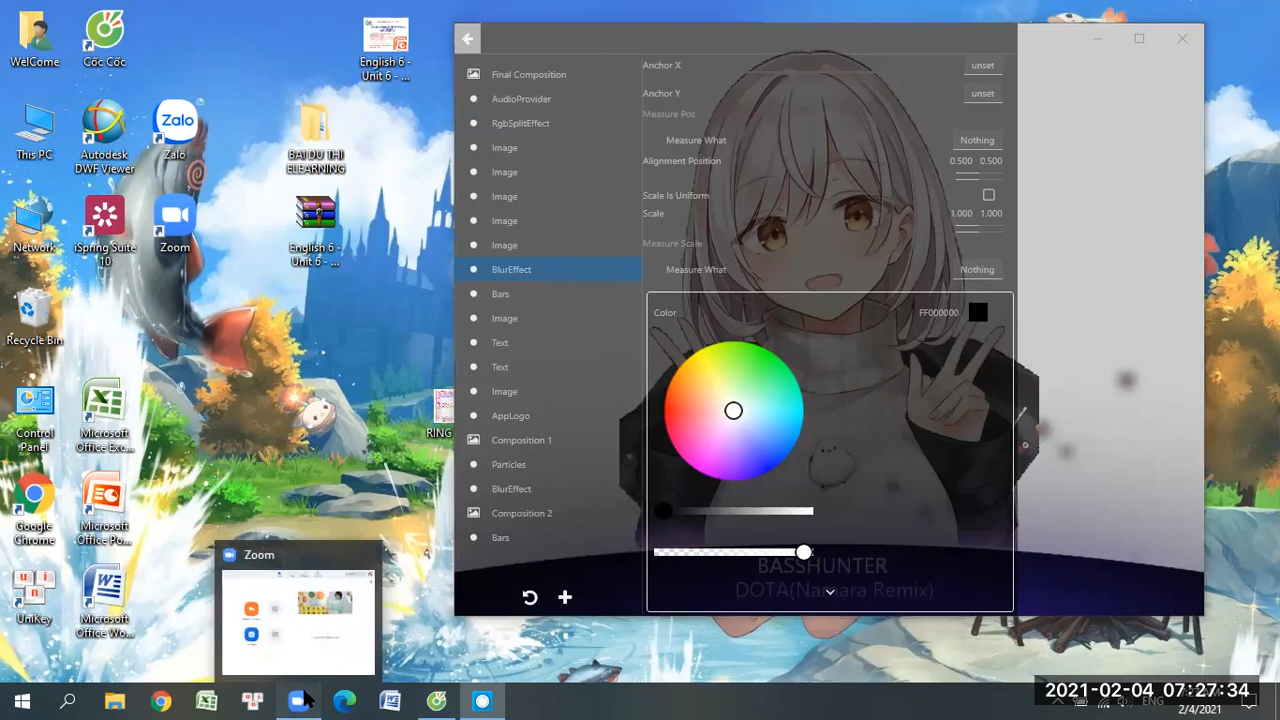 WelCome
Cốc Cốc
This PC
Autodesk DWF Viewer
Zalo
Zalo
Network
iSpring Suite 10
Zoom
Recycle Bin
Control Panel
Microsoft Office Exc...
Google Chrome
Microsoft Office Po...
UniKey
Microsoft Office Wo...
English 6 - Unit 6 - ...
BAI DU THI ELEARNING
English 6 - Unit 6 - ...
RING
Zoom
Final Composition
AudioProvider
RgbSplitEffect
Image
Image
Image
Image
Image
BlurEffect
Bars
Image
Text
Text
Image
AppLogo
Composition 1
Particles
BlurEffect
Composition 2
Bars
Anchor X
unset
Anchor Y
unset
Measure Pos
Measure What
Nothing
Alignment Position
0.500 0.500
Scale Is Uniform
Scale
1.000 1.000
Measure Scale
Measure What
Nothing
Color
FF000000
BASSHUNTER
DOTA(Namara Remix)
2021-02-04 07:27:34
ENG
2/4/2021